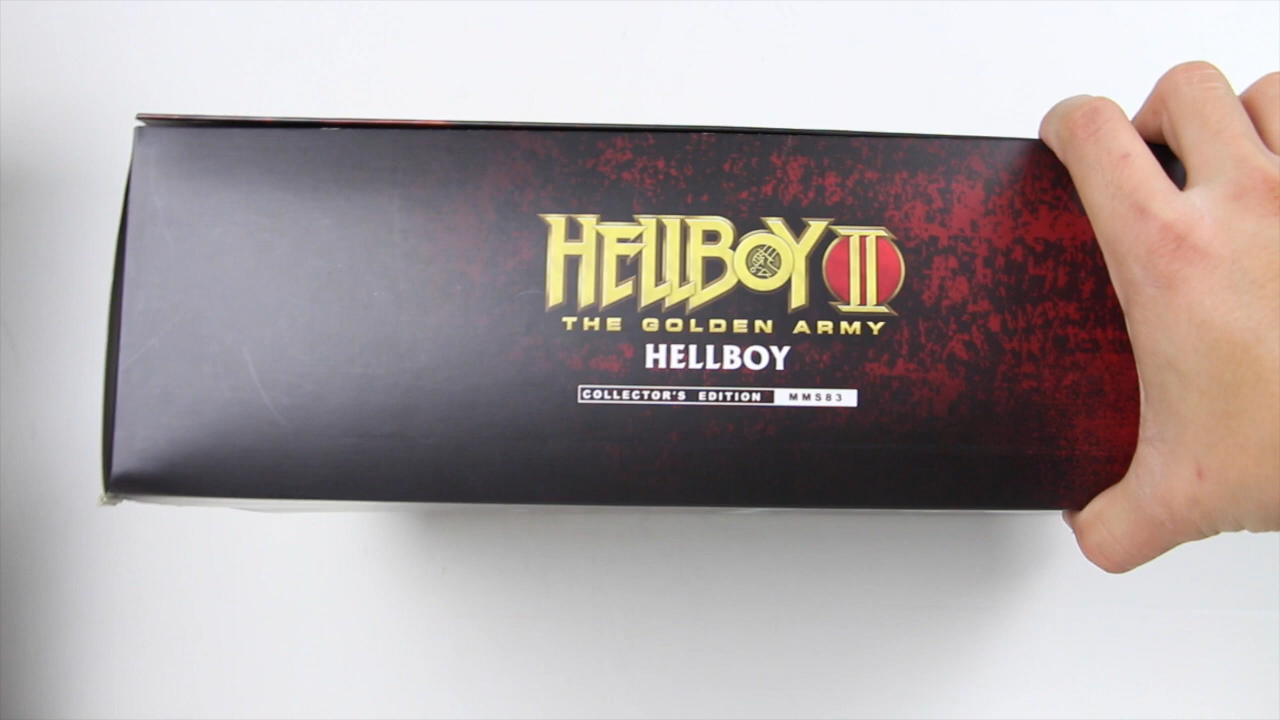 HELLBOY II
THE GOLDEN ARMY
HELLBOY
COLLECTOR'S EDITION MMS83